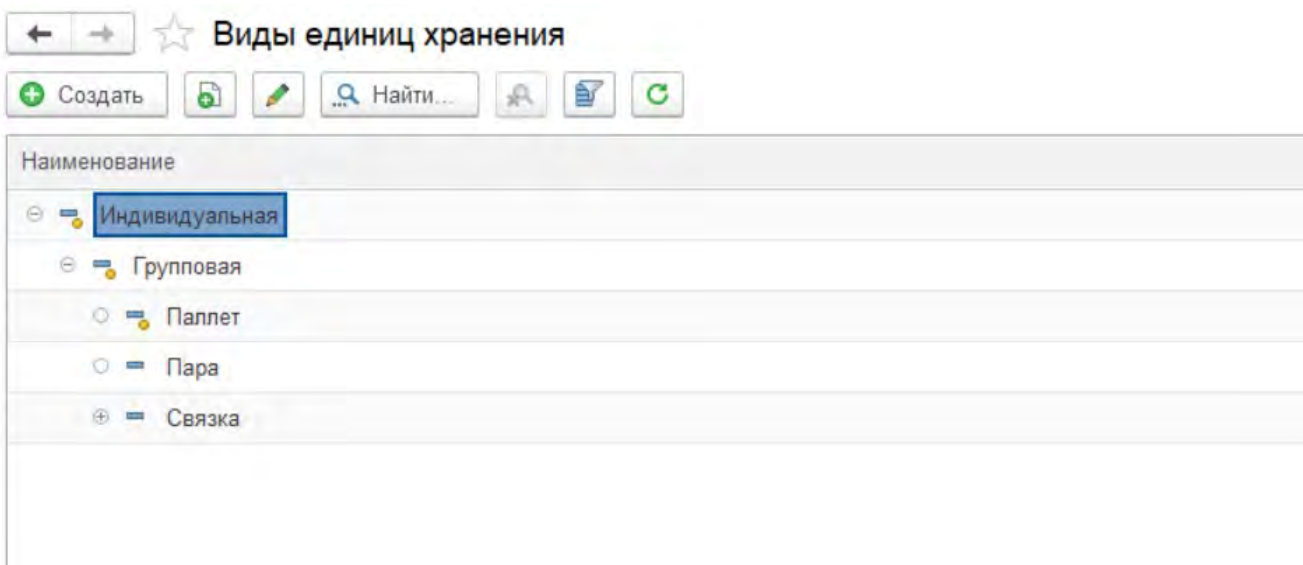 Виды единиц хранения
Создать Найти...
Наименование
Индивидуальная
Групповая
Паллет
Пара
Связка